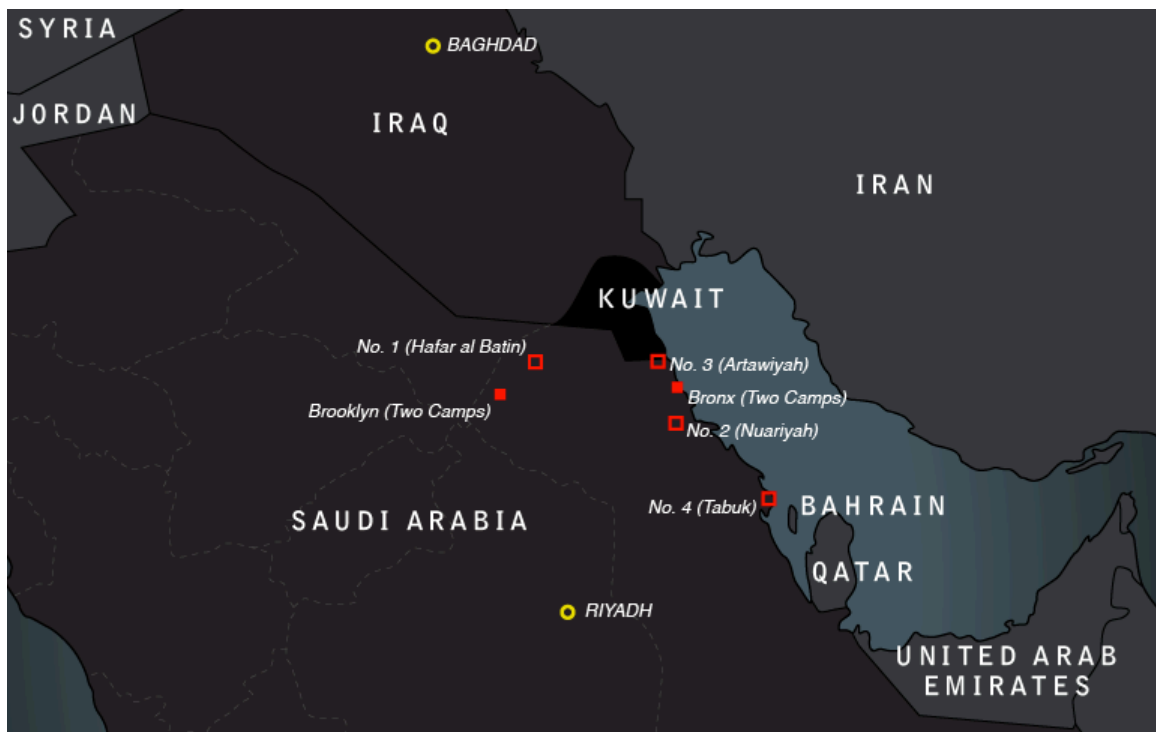 SYRIA
BAGHDAD
JORDAN
IRAQ
IRAN
KUWAIT
No. 1 (Hafar al Batin)
No. 3 (Artawiyah)
Brooklyn (Two Camps)
Bronx (Two Camps)
No. 2 (Nuariyah)
No. 4 (Tabuk)
BAHRAIN
SAUDI ARABIA
QATAR
RIYADH
UNITED ARAB
EMIRATES